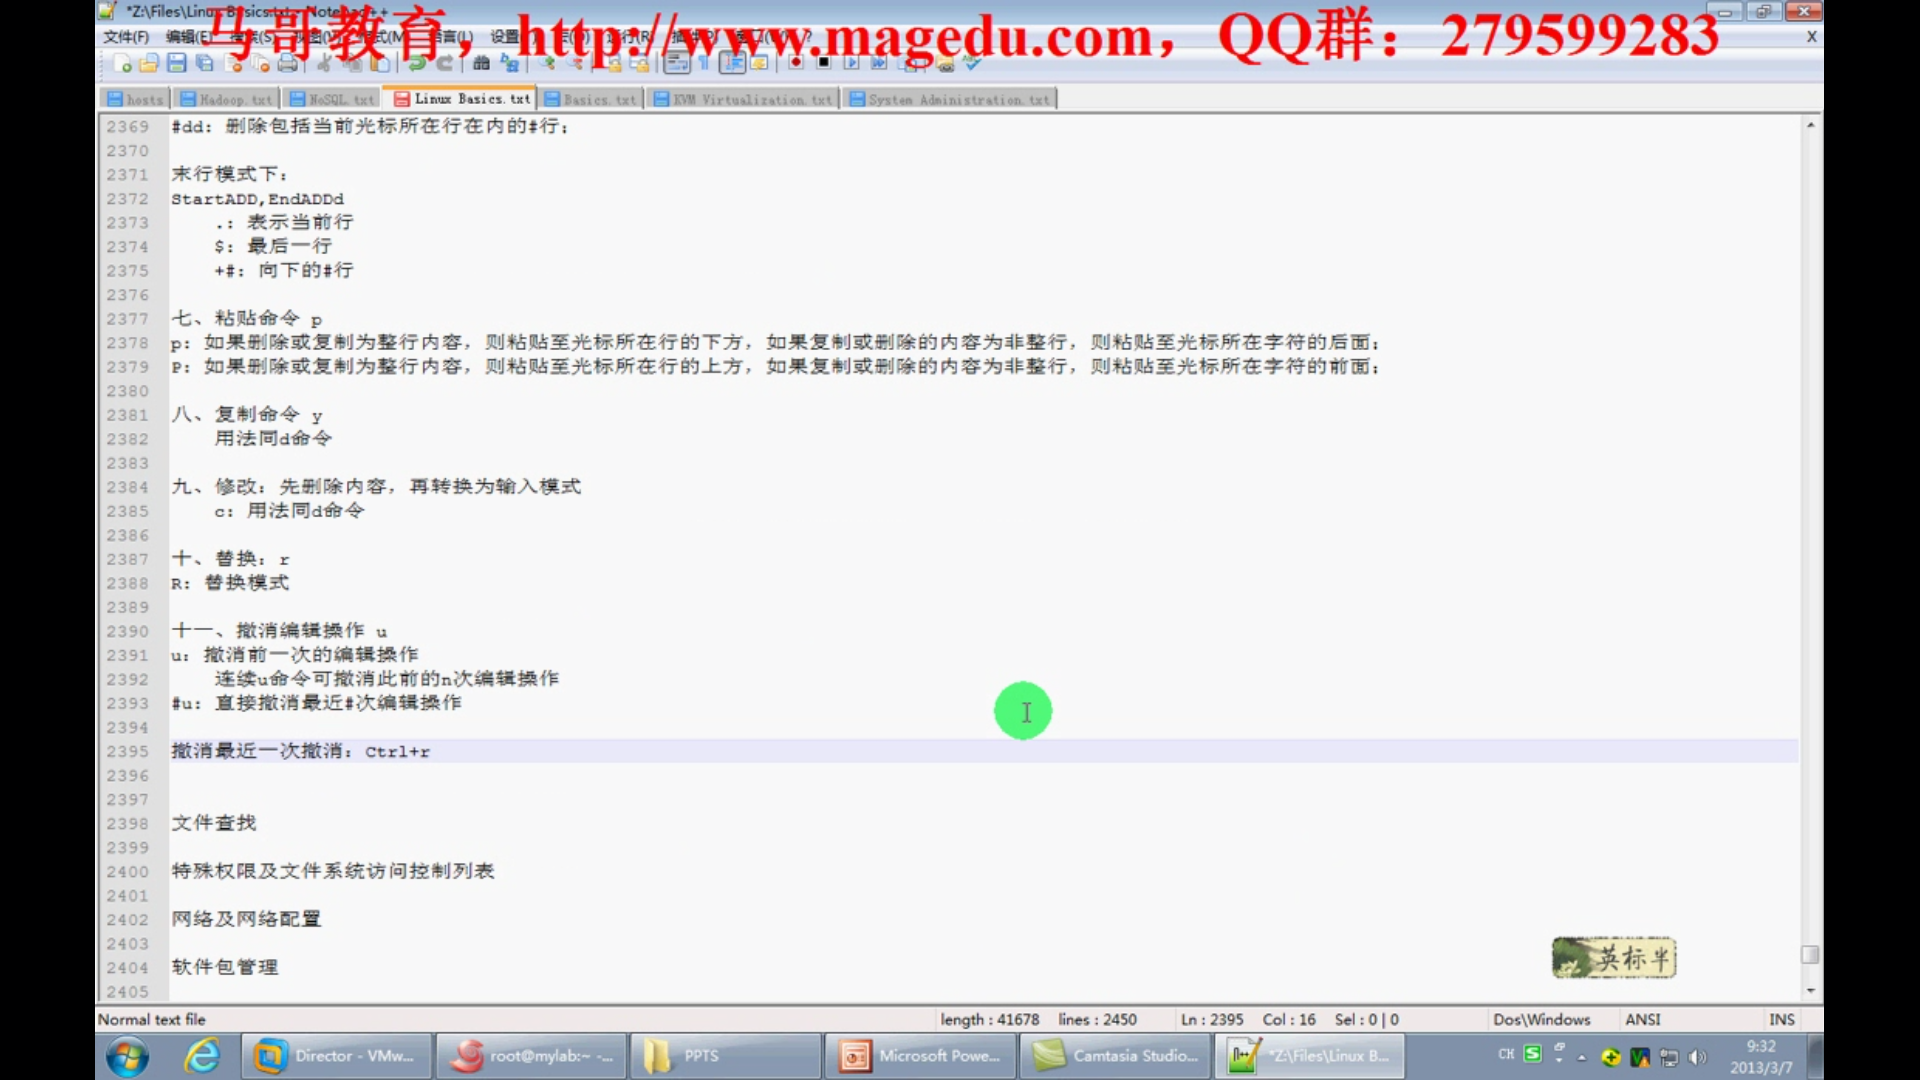 *Z:\Files\Linux Basics.txt - Notepad++
马哥教育，http://www.magedu.com，QQ群：279599283
文件(F) 编辑(E) 语言(L) 设置
X
hosts Hadoop.txt NoSQL.txt Linux Basics.txt Basics.txt KVM Virtualization.txt System Administration.txt
2369 #dd: 删除包括当前光标所在行在内的#行;
2370
2371 末行模式下:
2372 StartADD,EndADDd
2373 .: 表示当前行
2374 $: 最后一行
2375 +#: 向下的#行
2376
2377 七、粘贴命令 p
2378 p: 如果删除或复制为整行内容，则粘贴至光标所在行的下方，如果复制或删除的内容为非整行，则粘贴至光标所在字符的后面;
2379 P: 如果删除或复制为整行内容，则粘贴至光标所在行的上方，如果复制或删除的内容为非整行，则粘贴至光标所在字符的前面;
2380
2381 八、复制命令 y
2382 用法同d命令
2383
2384 九、修改: 先删除内容，再转换为输入模式
2385 c: 用法同d命令
2386
2387 十、替换: r
2388 R: 替换模式
2389
2390 十一、撤消编辑操作 u
2391 u: 撤消前一次的编辑操作
2392 连续u命令可撤消此前的n次编辑操作
2393 #u: 直接撤消最近#次编辑操作
2394
2395 撤消最近一次撤消: Ctrl+r
2396
2397
2398 文件查找
2399
2400 特殊权限及文件系统访问控制列表
2401
2402 网络及网络配置
2403
2404 软件包管理
2405
英标半
Normal text file length : 41678 lines : 2450 Ln : 2395 Col : 16 Sel : 0 | 0 Dos\Windows ANSI INS
Director - VMw... root@mylab:~ -... PPTS Microsoft Powe... Camtasia Studio... *Z:\Files\Linux B... CH 9:32
2013/3/7